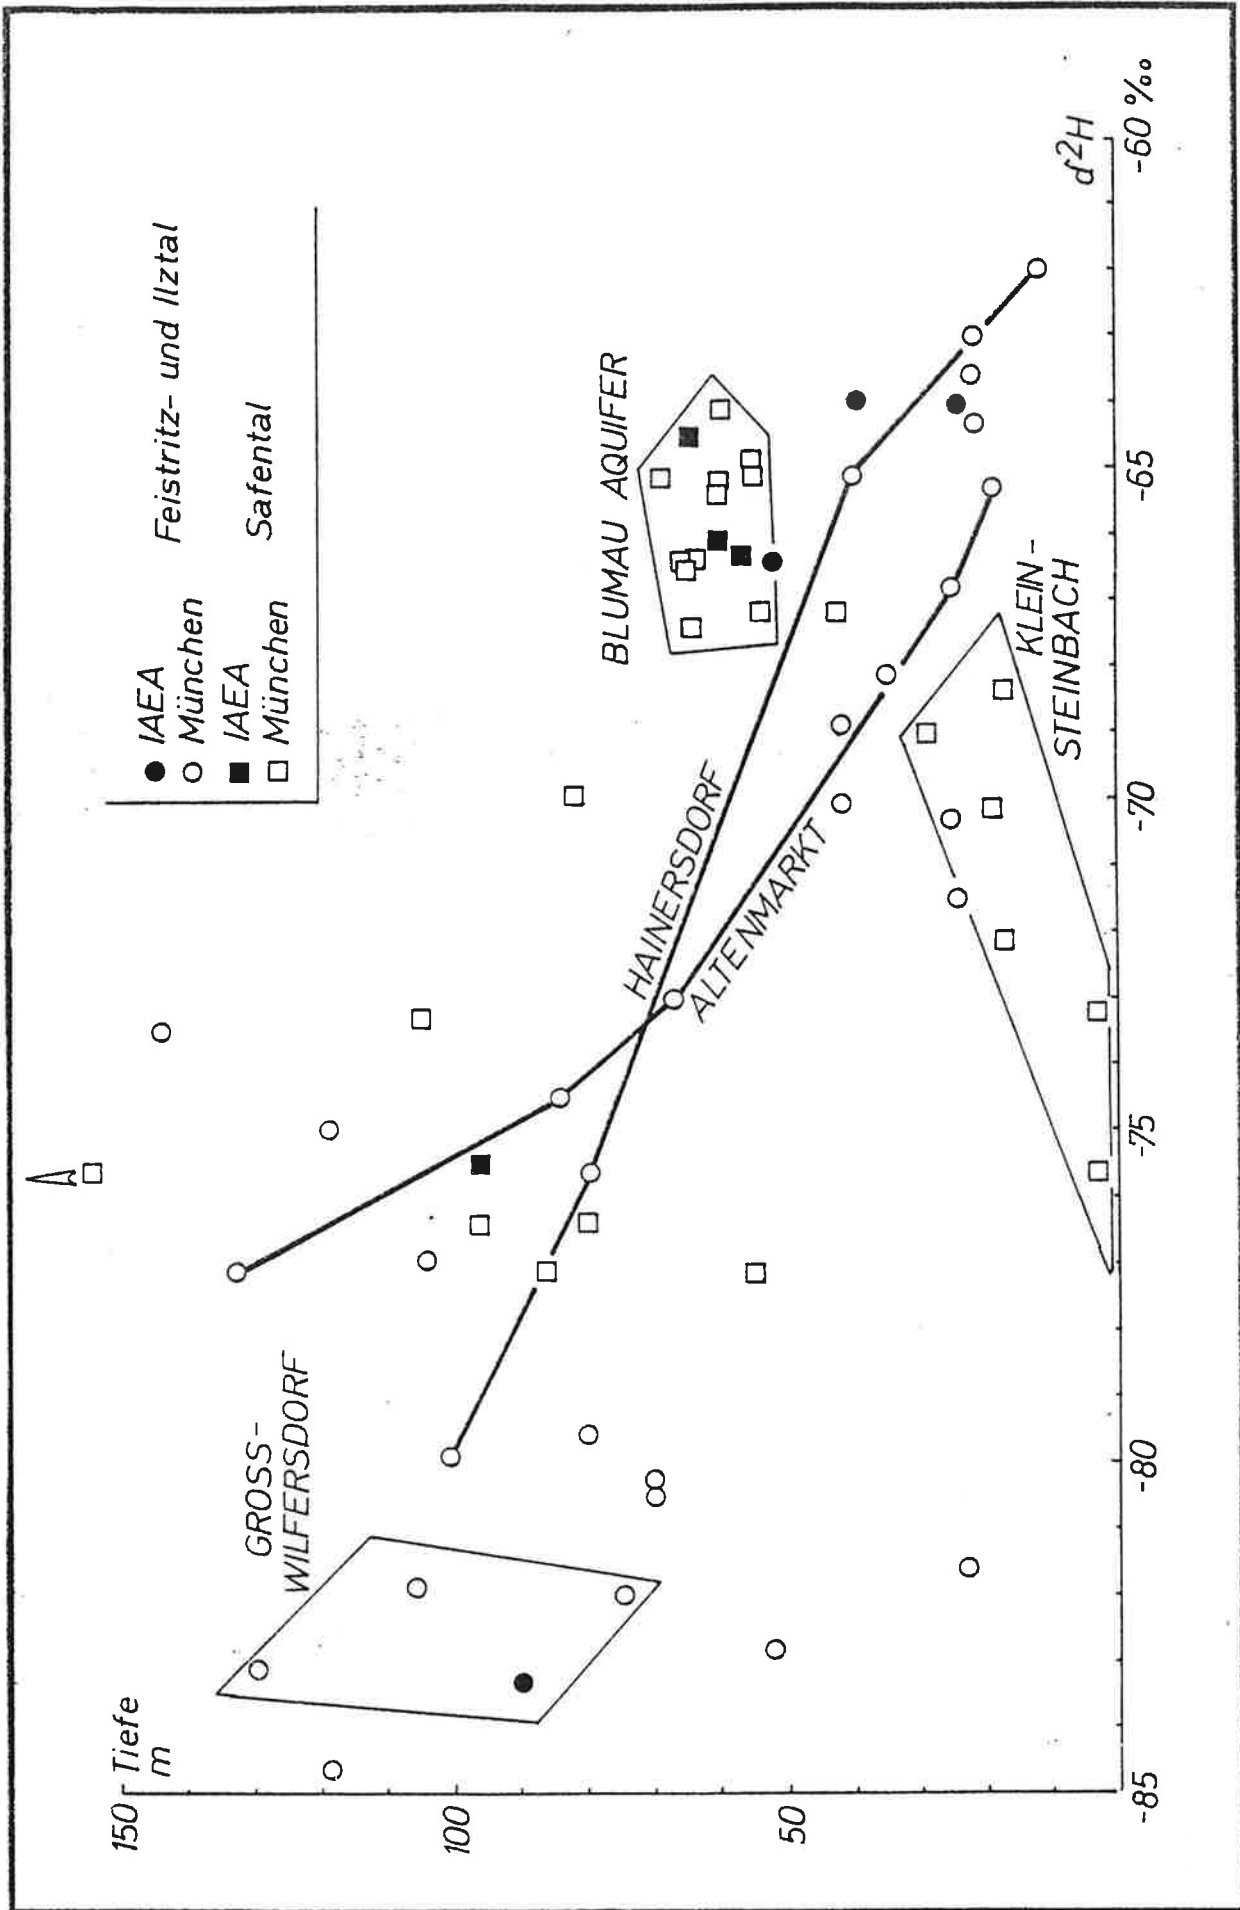 Tiefe
m
150
100
50
● IAEA
○ München
Feistritz- und Ilztal
■ IAEA
□ München
Safental
GROSS-
WILFERSDORF
HAINERSDORF
ALTENMARKT
BLUMAU AQUIFER
KLEIN-
STEINBACH
d²H
-85
-80
-75
-70
-65
-60 ‰